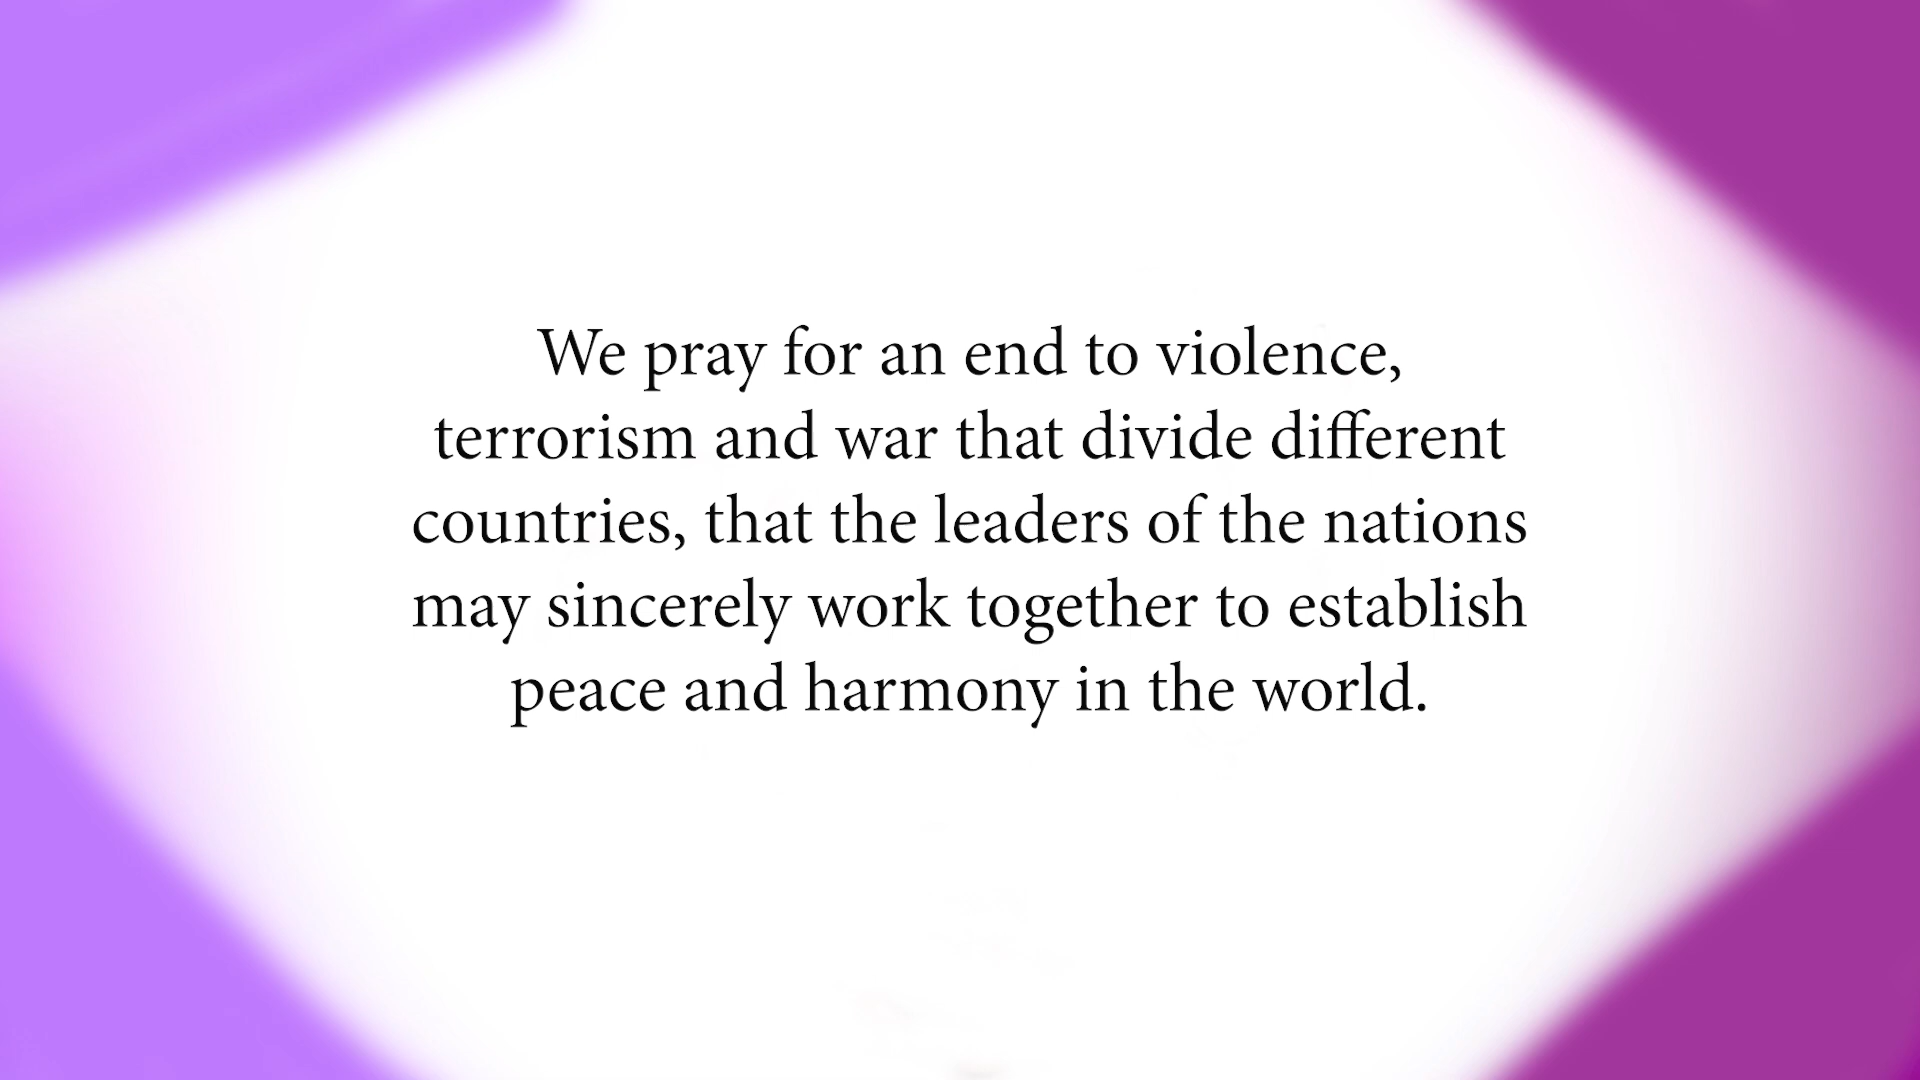 We pray for an end to violence,
terrorism and war that divide different
countries, that the leaders of the nations
may sincerely work together to establish
peace and harmony in the world.